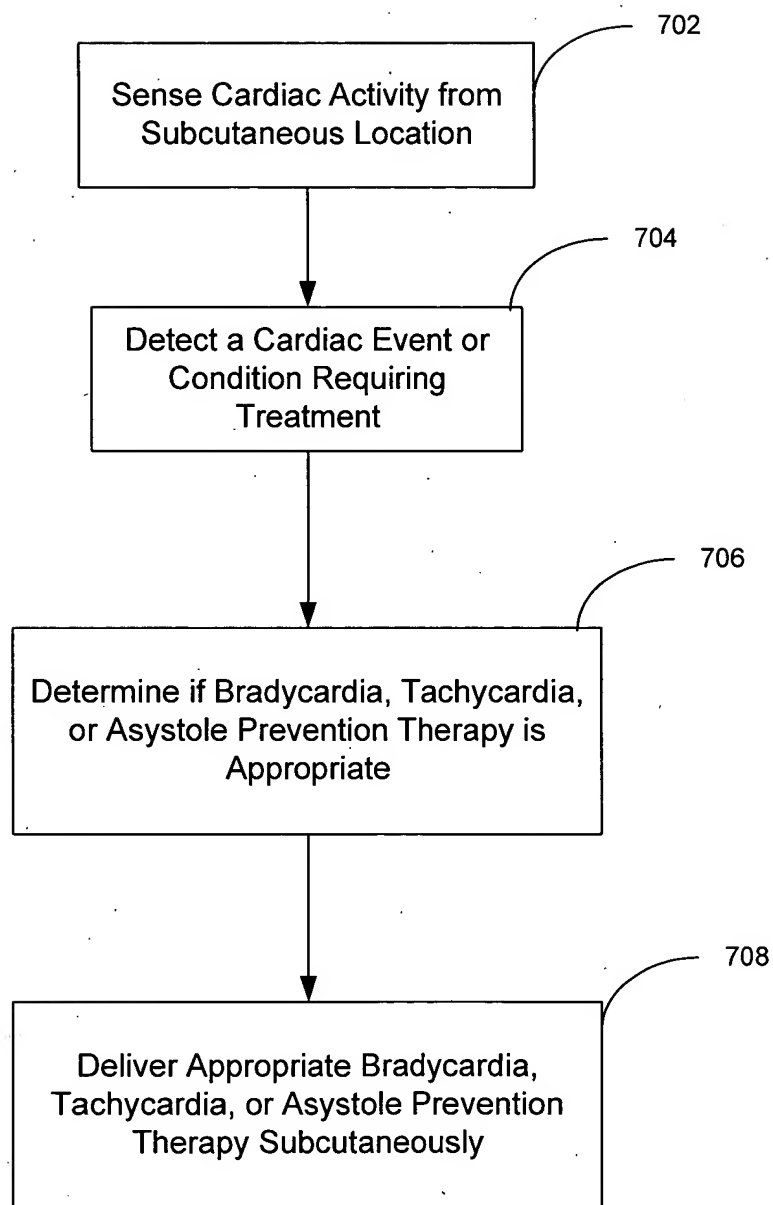 702
Sense Cardiac Activity from
Subcutaneous Location
704
Detect a Cardiac Event or
Condition Requiring
Treatment
706
Determine if Bradycardia, Tachycardia,
or Asystole Prevention Therapy is
Appropriate
708
Deliver Appropriate Bradycardia,
Tachycardia, or Asystole Prevention
Therapy Subcutaneously